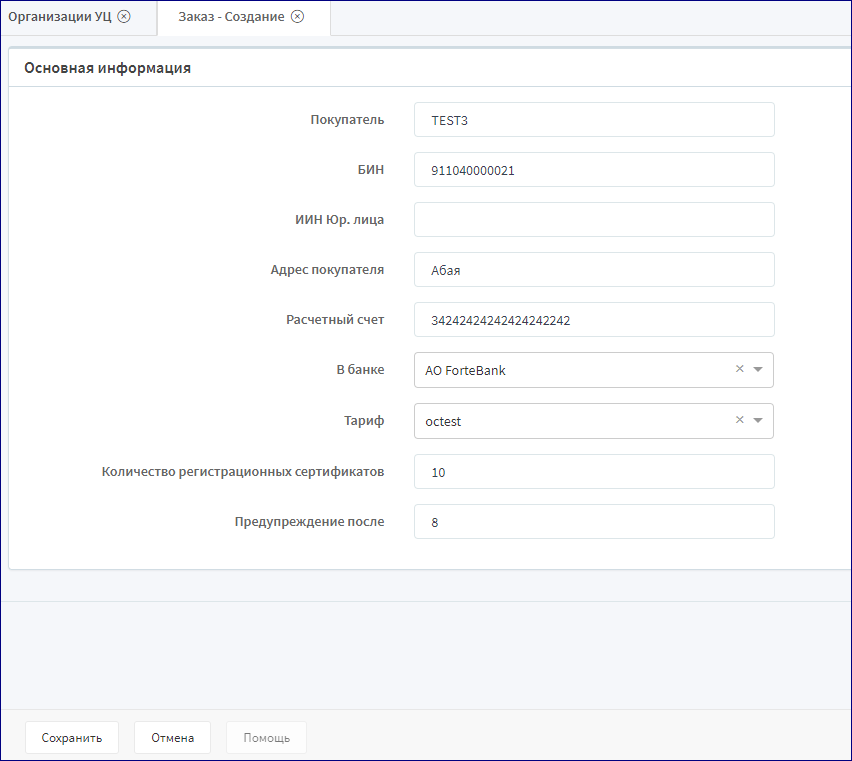 Организации УЦ
Заказ - Создание
Основная информация
Покупатель
TEST3
БИН
911040000021
ИИН Юр. лица
Адрес покупателя
Абая
Расчетный счет
34242424242424242242
В банке
АО ForteBank
Тариф
octest
Количество регистрационных сертификатов
10
Предупреждение после
8
Сохранить
Отмена
Помощь